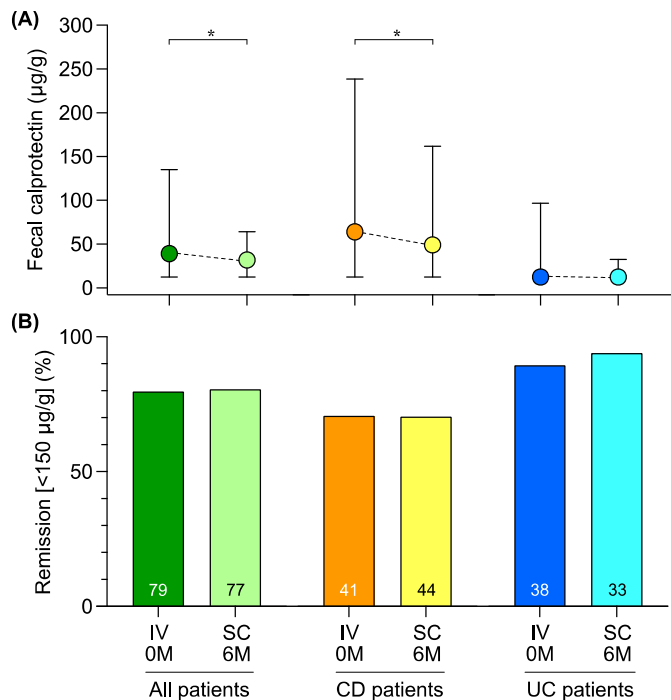 (A)
Fecal calprotectin (µg/g)
300
250
200
150
100
50
0
* *
(B)
Remission [<150 µg/g] (%)
100
50
0
79 77 41 44 38 33
IV SC IV SC IV SC
0M 6M 0M 6M 0M 6M
All patients CD patients UC patients